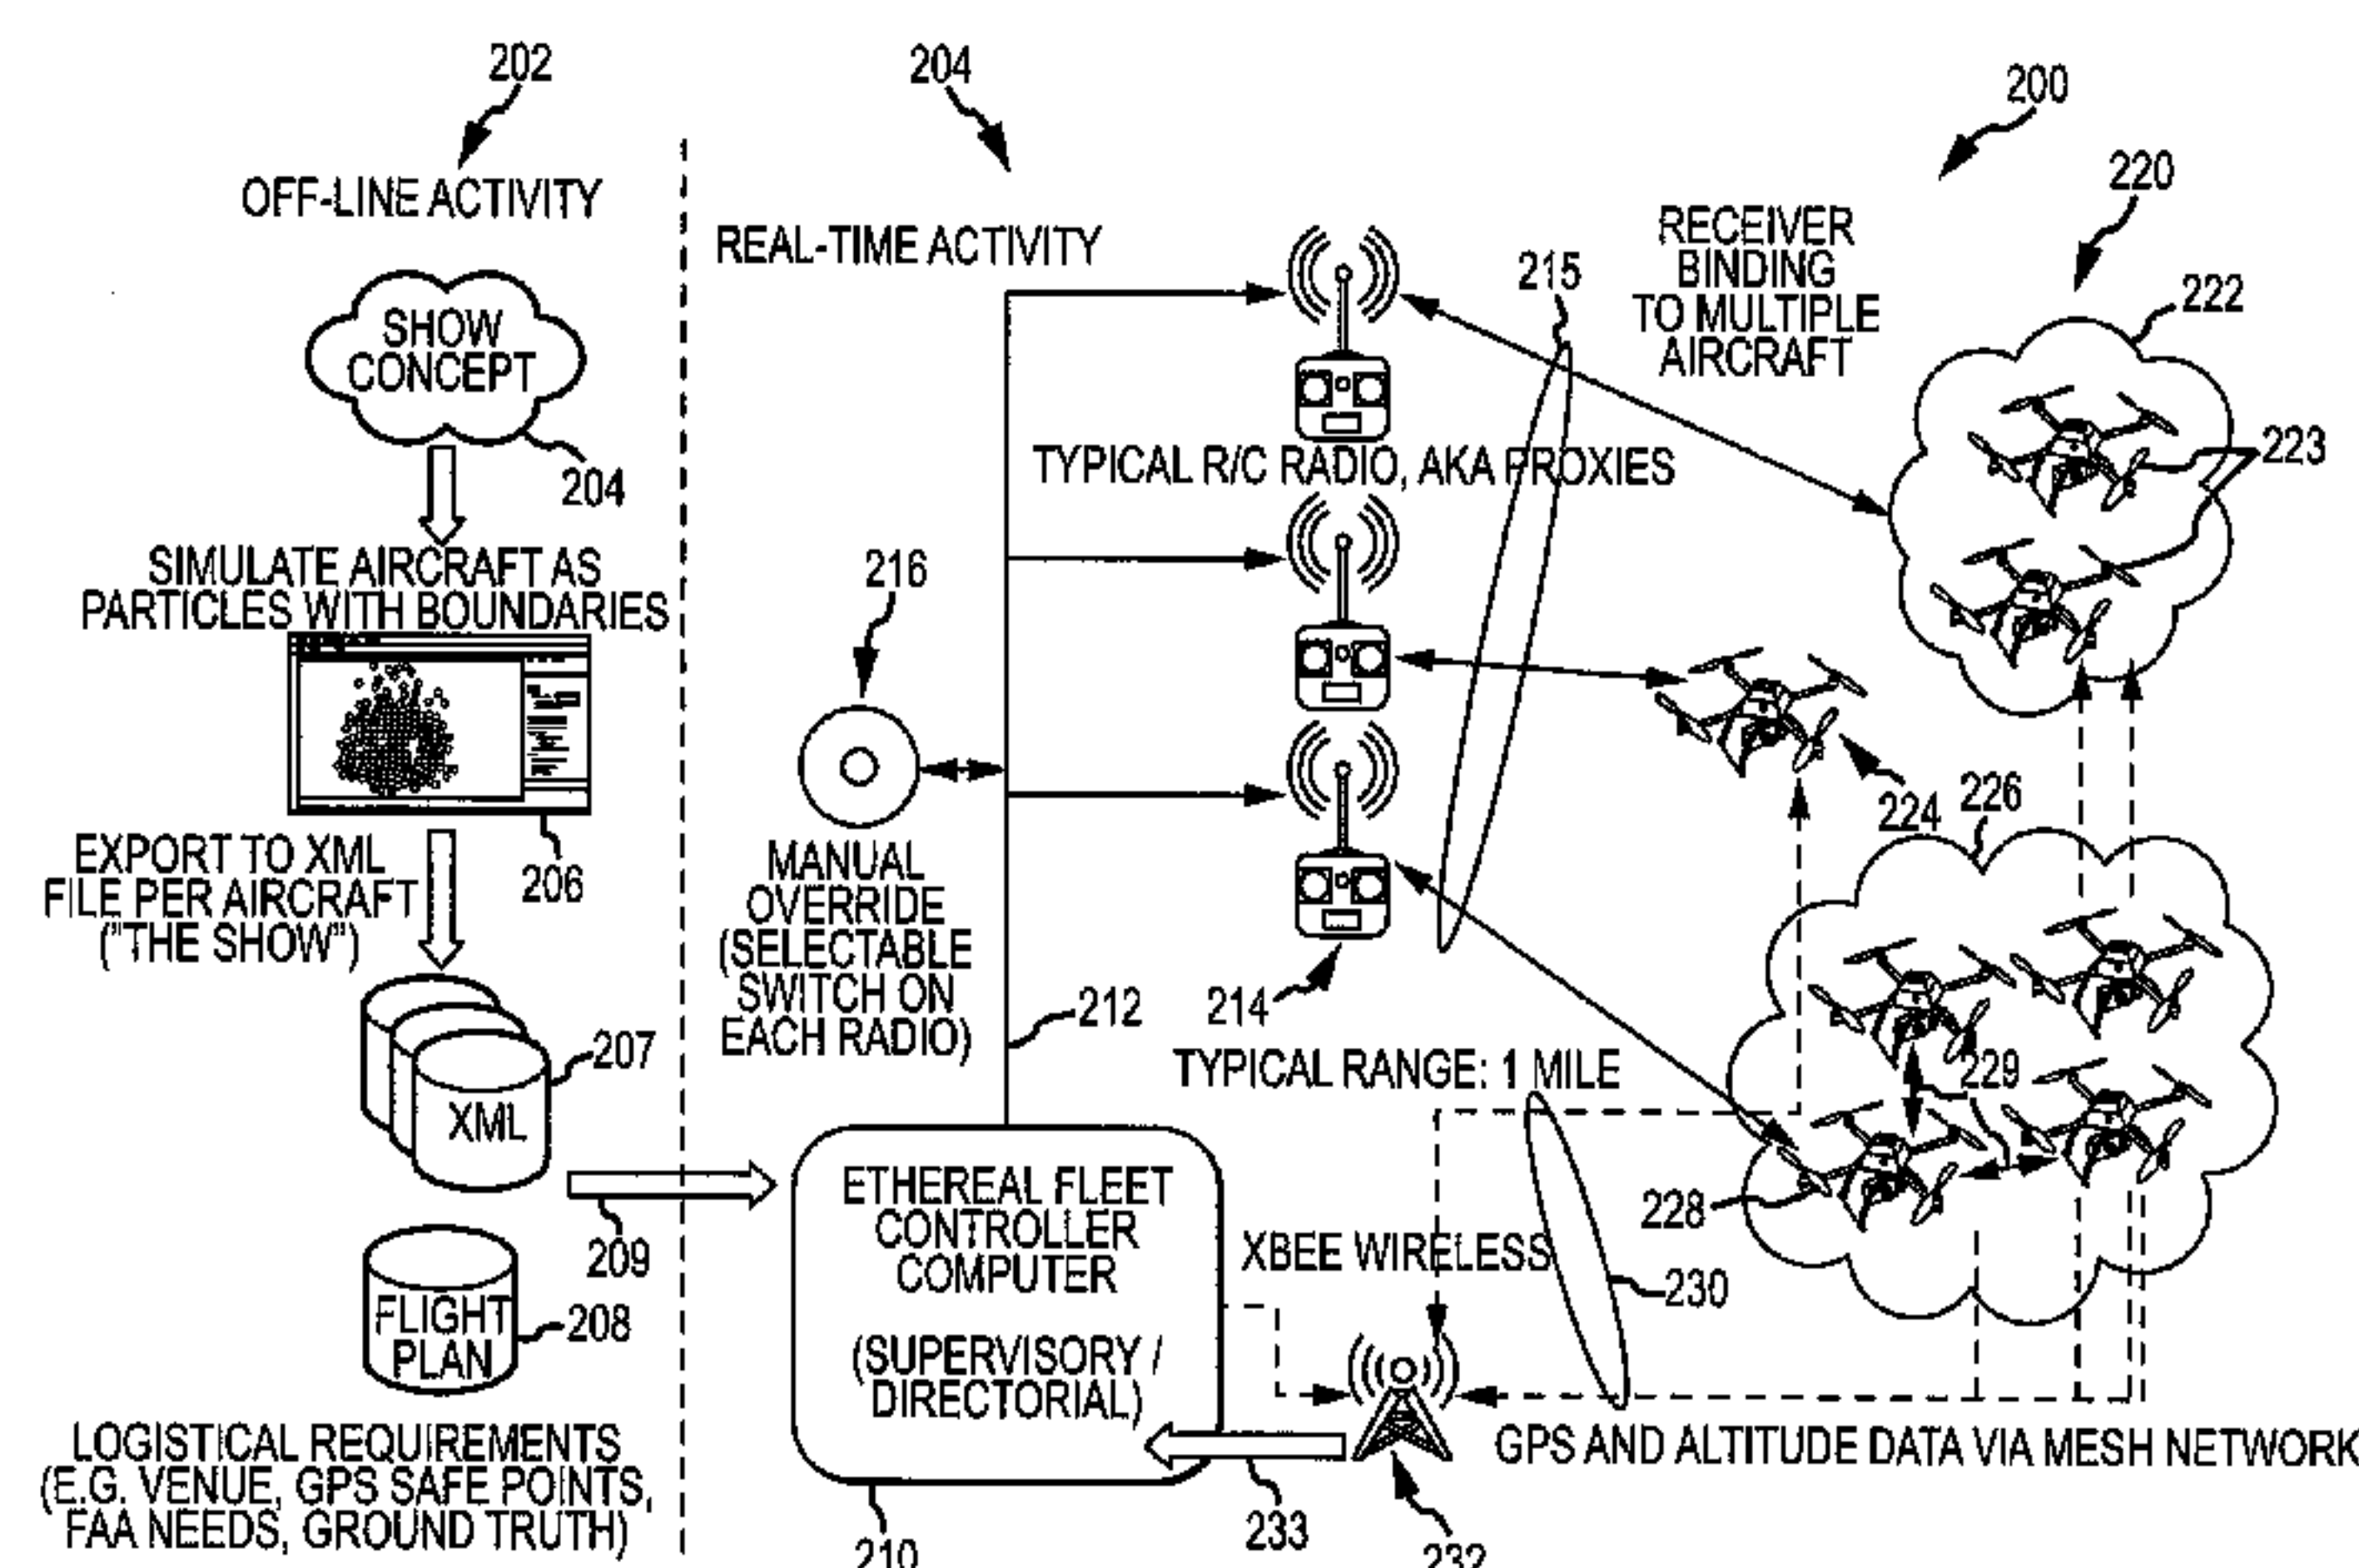 202
204
200
OFF-LINE ACTIVITY
REAL-TIME ACTIVITY
RECEIVER
BINDING
TO MULTIPLE
AIRCRAFT
215
220
222
SHOW
CONCEPT
204
223
TYPICAL R/C RADIO, AKA PROXIES
SIMULATE AIRCRAFT AS
PARTICLES WITH BOUNDARIES
216
206
224
226
EXPORT TO XML
FILE PER AIRCRAFT
("THE SHOW")
MANUAL
OVERRIDE
(SELECTABLE
SWITCH ON
EACH RADIO)
212
214
TYPICAL RANGE: 1 MILE
207
XML
229
228
209
ETHEREAL FLEET
CONTROLLER
COMPUTER
(SUPERVISORY /
DIRECTORIAL)
XBEE WIRELESS
230
FLIGHT
PLAN
208
GPS AND ALTITUDE DATA VIA MESH NETWORK
LOGISTICAL REQUIREMENTS
(E.G. VENUE, GPS SAFE POINTS,
FAA NEEDS, GROUND TRUTH)
210
233
232